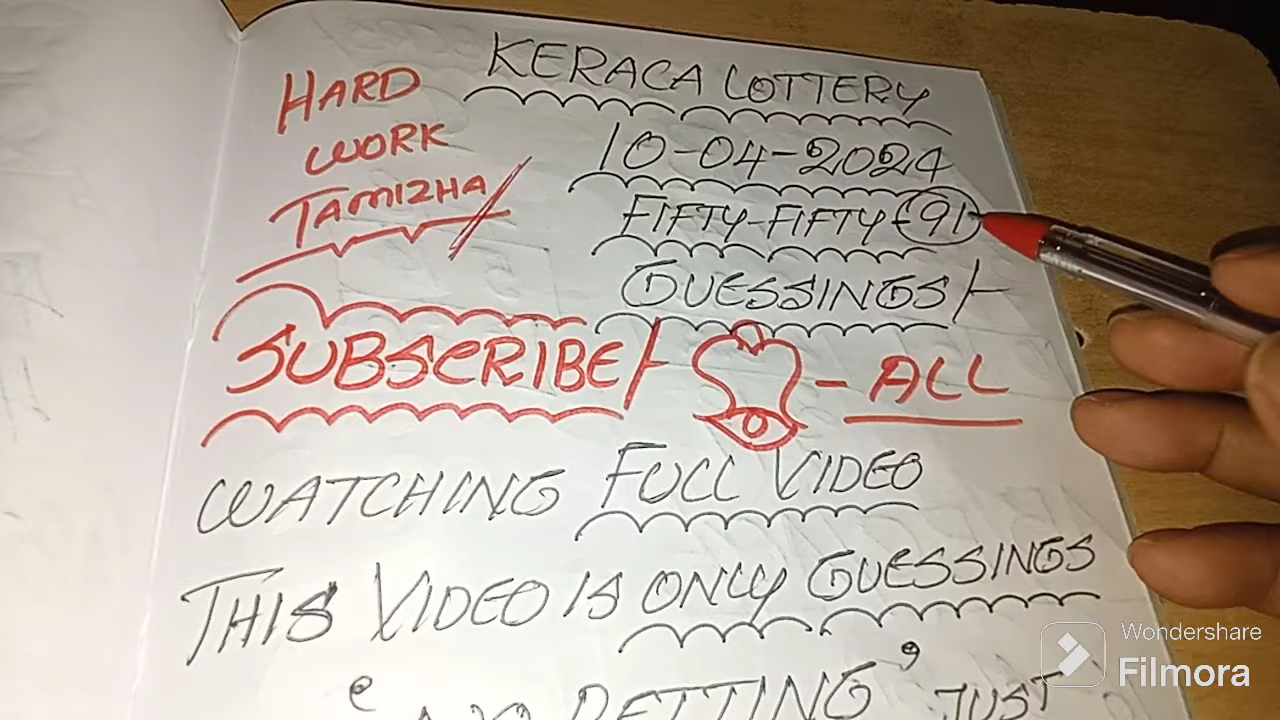 HARD
WORK
TAMIZHA
KERACA LOTTERY
10-04-2024
FIFTY-FIFTY-91
GUESSINGS/-
SUBSCRIBE/- - ALL
WATCHING FULL VIDEO
THIS VIDEO IS ONLY GUESSINGS
BETTING' JUST
Wondershare
Filmora